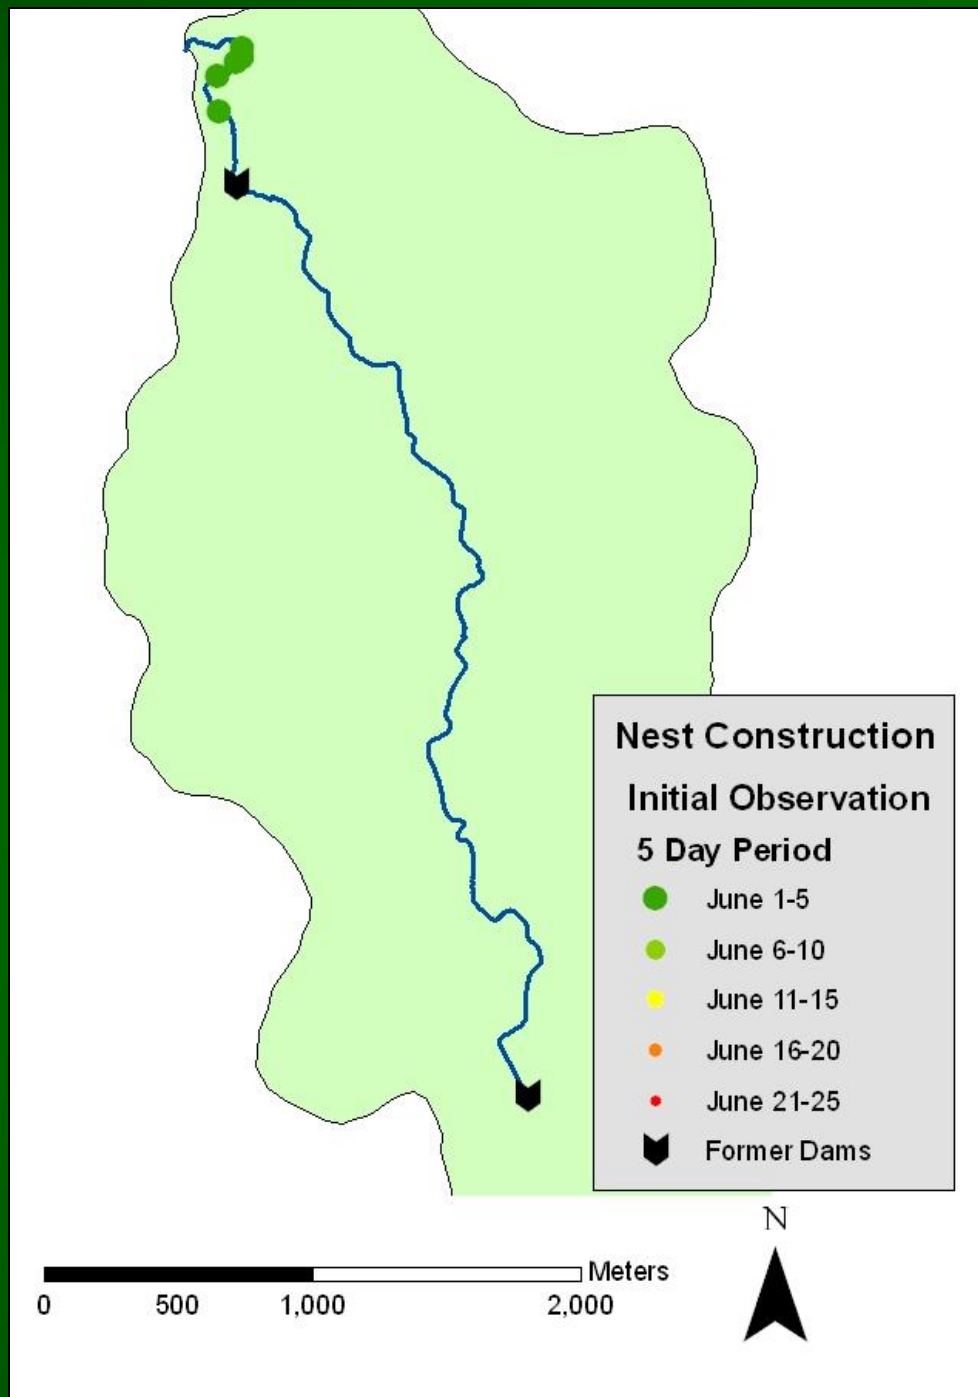 Nest Construction
Initial Observation
5 Day Period
June 1-5
June 6-10
June 11-15
June 16-20
June 21-25
Former Dams
N
Meters
0 500 1,000 2,000